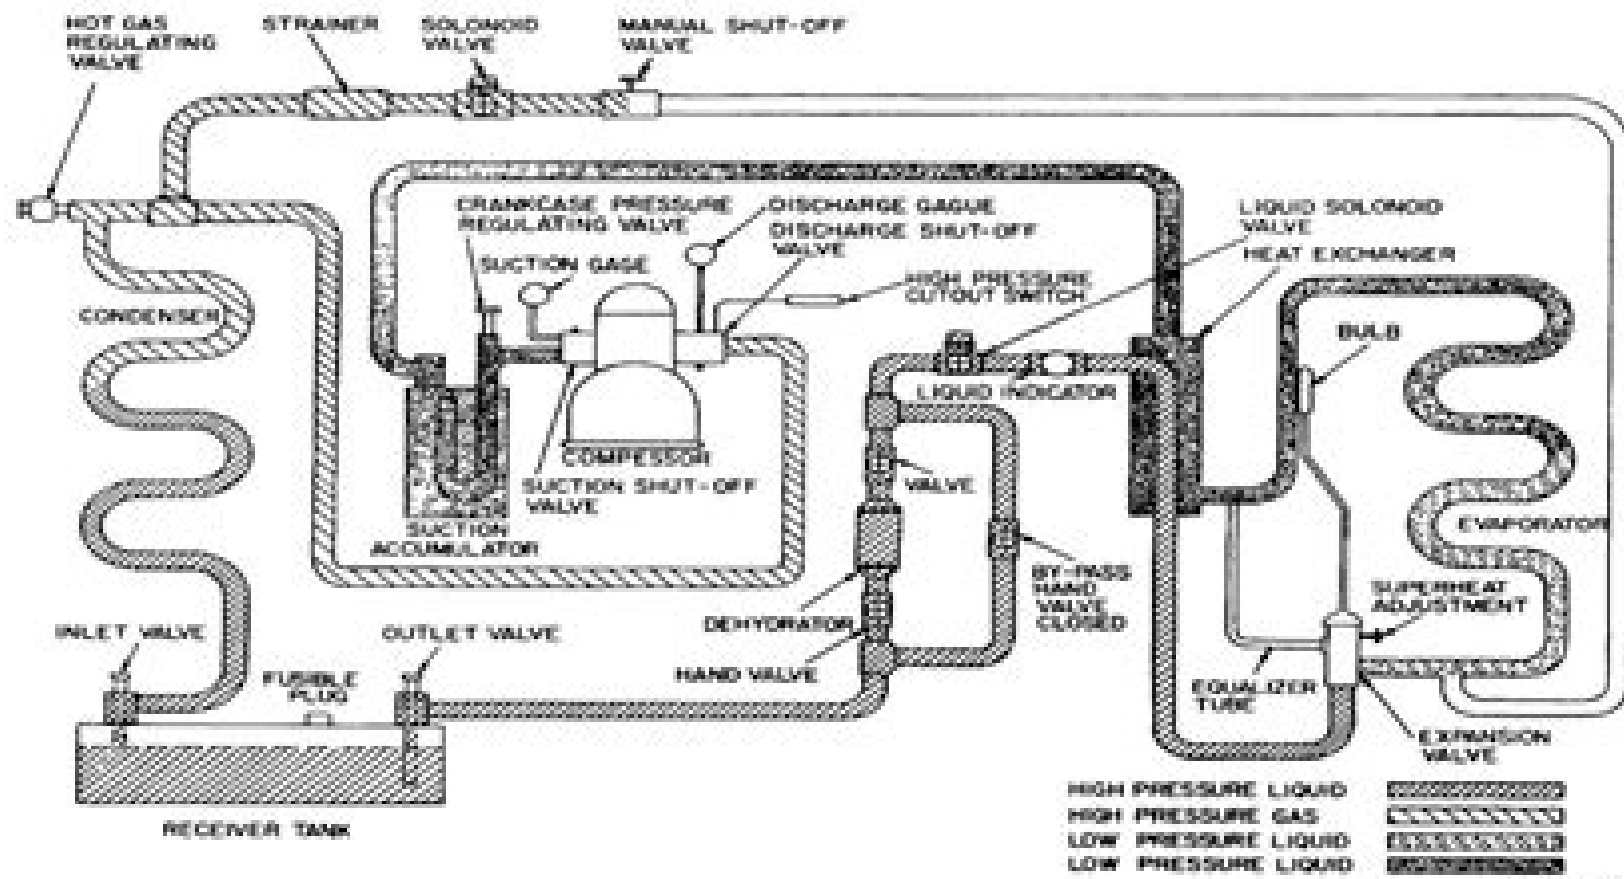 HOT GAS
REGULATING
VALVE
STRAINER
SOLONOID
VALVE
MANUAL SHUT-OFF
VALVE
CRANKCASE PRESSURE
REGULATING VALVE
DISCHARGE GAGUE
DISCHARGE SHUT-OFF
VALVE
LIQUID SOLONOID
VALVE
HEAT EXCHANGER
SUCTION GAGE
HIGH PRESSURE
CUTOUT SWITCH
CONDENSER
BULB
LIQUID INDICATOR
COMPESSOR
SUCTION SHUT-OFF
VALVE
VALVE
SUCTION
ACCUMULATOR
EVAPORATOR
BY-PASS
HAND
VALVE
CLOSED
SUPERHEAT
ADJUSTMENT
INLET VALVE
OUTLET VALVE
DEHYDRATOR
HAND VALVE
FUSIBLE
PLUG
EQUALIZER
TUBE
EXPANSION
VALVE
RECEIVER TANK
HIGH PRESSURE LIQUID
HIGH PRESSURE GAS
LOW PRESSURE LIQUID
LOW PRESSURE LIQUID